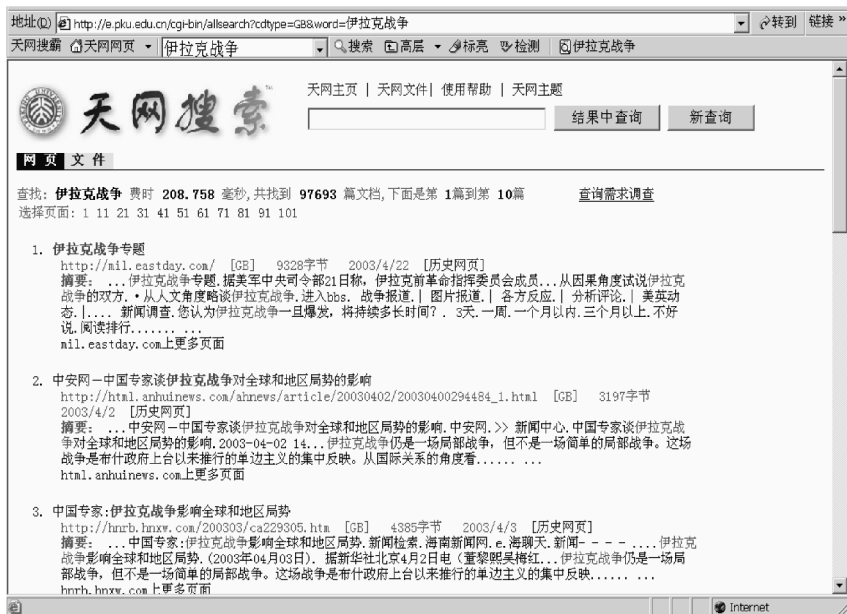 地址(D) http://e.pku.edu.cn/cgi-bin/allsearch?cdtype=GB&word=伊拉克战争 转到 链接 »
天网搜霸 天网网页 伊拉克战争 搜索 高层 标亮 检测 伊拉克战争
天网主页 | 天网文件| 使用帮助 | 天网主题
天网搜索
结果中查询 新查询
网页 文件
查找: 伊拉克战争 费时 208.758 毫秒,共找到 97693 篇文档,下面是第 1篇到第 10篇 查询需求调查
选择页面: 1 11 21 31 41 51 61 71 81 91 101
1. 伊拉克战争专题
http://mil.eastday.com/ [GB] 9328字节 2003/4/22 [历史网页]
摘要: ...伊拉克战争专题.据美军中央司令部21日称，伊拉克前革命指挥委员会成员...从因果角度试说伊拉克
战争的双方.•从人文角度略谈伊拉克战争.进入bbs. 战争报道.| 图片报道.| 各方反应.| 分析评论.| 美英动
态.|.... 新闻调查.您认为伊拉克战争一旦爆发，将持续多长时间？. 3天.一周.一个月以内.三个月以上.不好
说.阅读排行....... ...
mil.eastday.com上更多页面
2. 中安网－中国专家谈伊拉克战争对全球和地区局势的影响
http://html.anhuinews.com/ahnews/article/20030402/20030400294484_1.html [GB] 3197字节
2003/4/2 [历史网页]
摘要: ...中安网－中国专家谈伊拉克战争对全球和地区局势的影响.中安网.>> 新闻中心.中国专家谈伊拉克战
争对全球和地区局势的影响.2003-04-02 14...伊拉克战争仍是一场局部战争，但不是一场简单的局部战争。这场
战争是布什政府上台以来推行的单边主义的集中反映。从国际关系的角度看...... ...
html.anhuinews.com上更多页面
3. 中国专家:伊拉克战争影响全球和地区局势
http://hnrb.hnxw.com/200303/ca229305.htm [GB] 4385字节 2003/4/3 [历史网页]
摘要: ...中国专家:伊拉克战争影响全球和地区局势.新闻检索.海南新闻网.e.海聊天.新闻- - - - ....伊拉克
战争影响全球和地区局势.(2003年04月03日). 据新华社北京4月2日电（董黎熙吴梅红...伊拉克战争仍是一场局
部战争，但不是一场简单的局部战争。这场战争是布什政府上台以来推行的单边主义的集中反映...... ...
hnrb.hnxw.com上更多页面
Internet